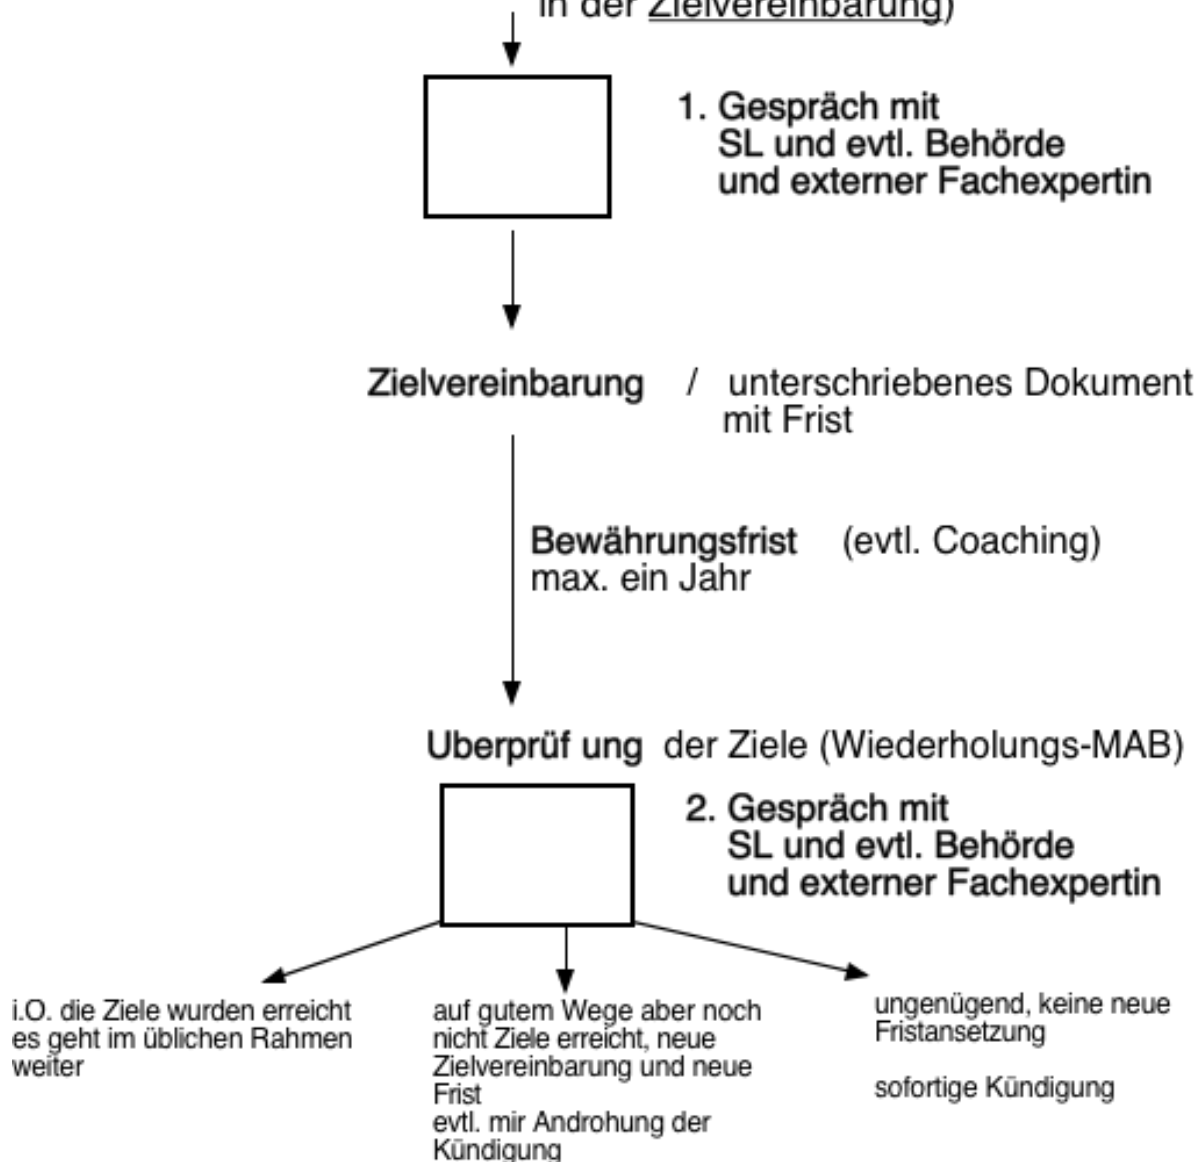 in der Zielvereinbarung)
1. Gespräch mit
SL und evtl. Behörde
und externer Fachexpertin
Zielvereinbarung / unterschriebenes Dokument
mit Frist
Bewährungsfrist (evtl. Coaching)
max. ein Jahr
Uberprüf ung der Ziele (Wiederholungs-MAB)
2. Gespräch mit
SL und evtl. Behörde
und externer Fachexpertin
i.O. die Ziele wurden erreicht
es geht im üblichen Rahmen
weiter
auf gutem Wege aber noch
nicht Ziele erreicht, neue
Zielvereinbarung und neue
Frist
evtl. mir Androhung der
Kündigung
ungenügend, keine neue
Fristansetzung
sofortige Kündigung